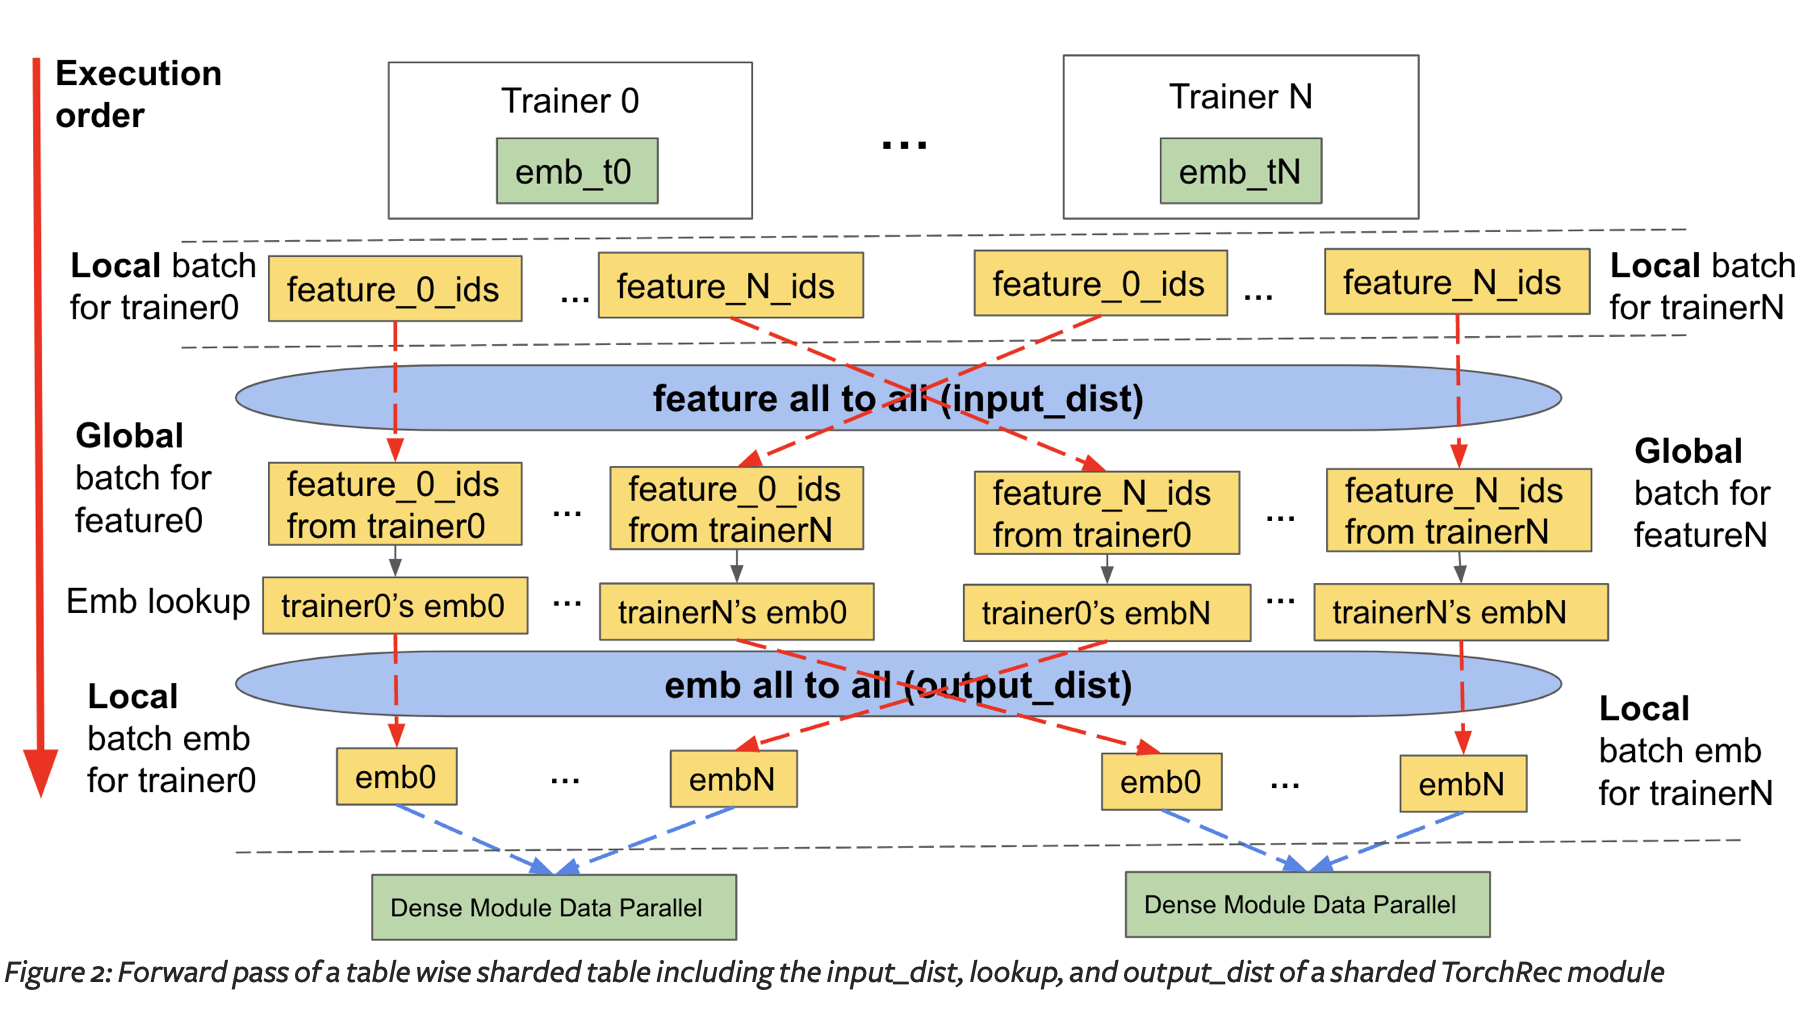 Execution
order
Trainer 0
emb_t0
...
Trainer N
emb_tN
Local batch
for trainer0
feature_0_ids
...
feature_N_ids
feature_0_ids
...
feature_N_ids
Local batch
for trainerN
feature all to all (input_dist)
Global
batch for
feature0
feature_0_ids
from trainer0
...
feature_0_ids
from trainerN
feature_N_ids
from trainer0
...
feature_N_ids
from trainerN
Global
batch for
featureN
Emb lookup
trainer0's emb0
...
trainerN's emb0
trainer0's embN
...
trainerN's embN
emb all to all (output_dist)
Local
batch emb
for trainer0
emb0
...
embN
emb0
...
embN
Local
batch emb
for trainerN
Dense Module Data Parallel
Dense Module Data Parallel
Figure 2: Forward pass of a table wise sharded table including the input_dist, lookup, and output_dist of a sharded TorchRec module